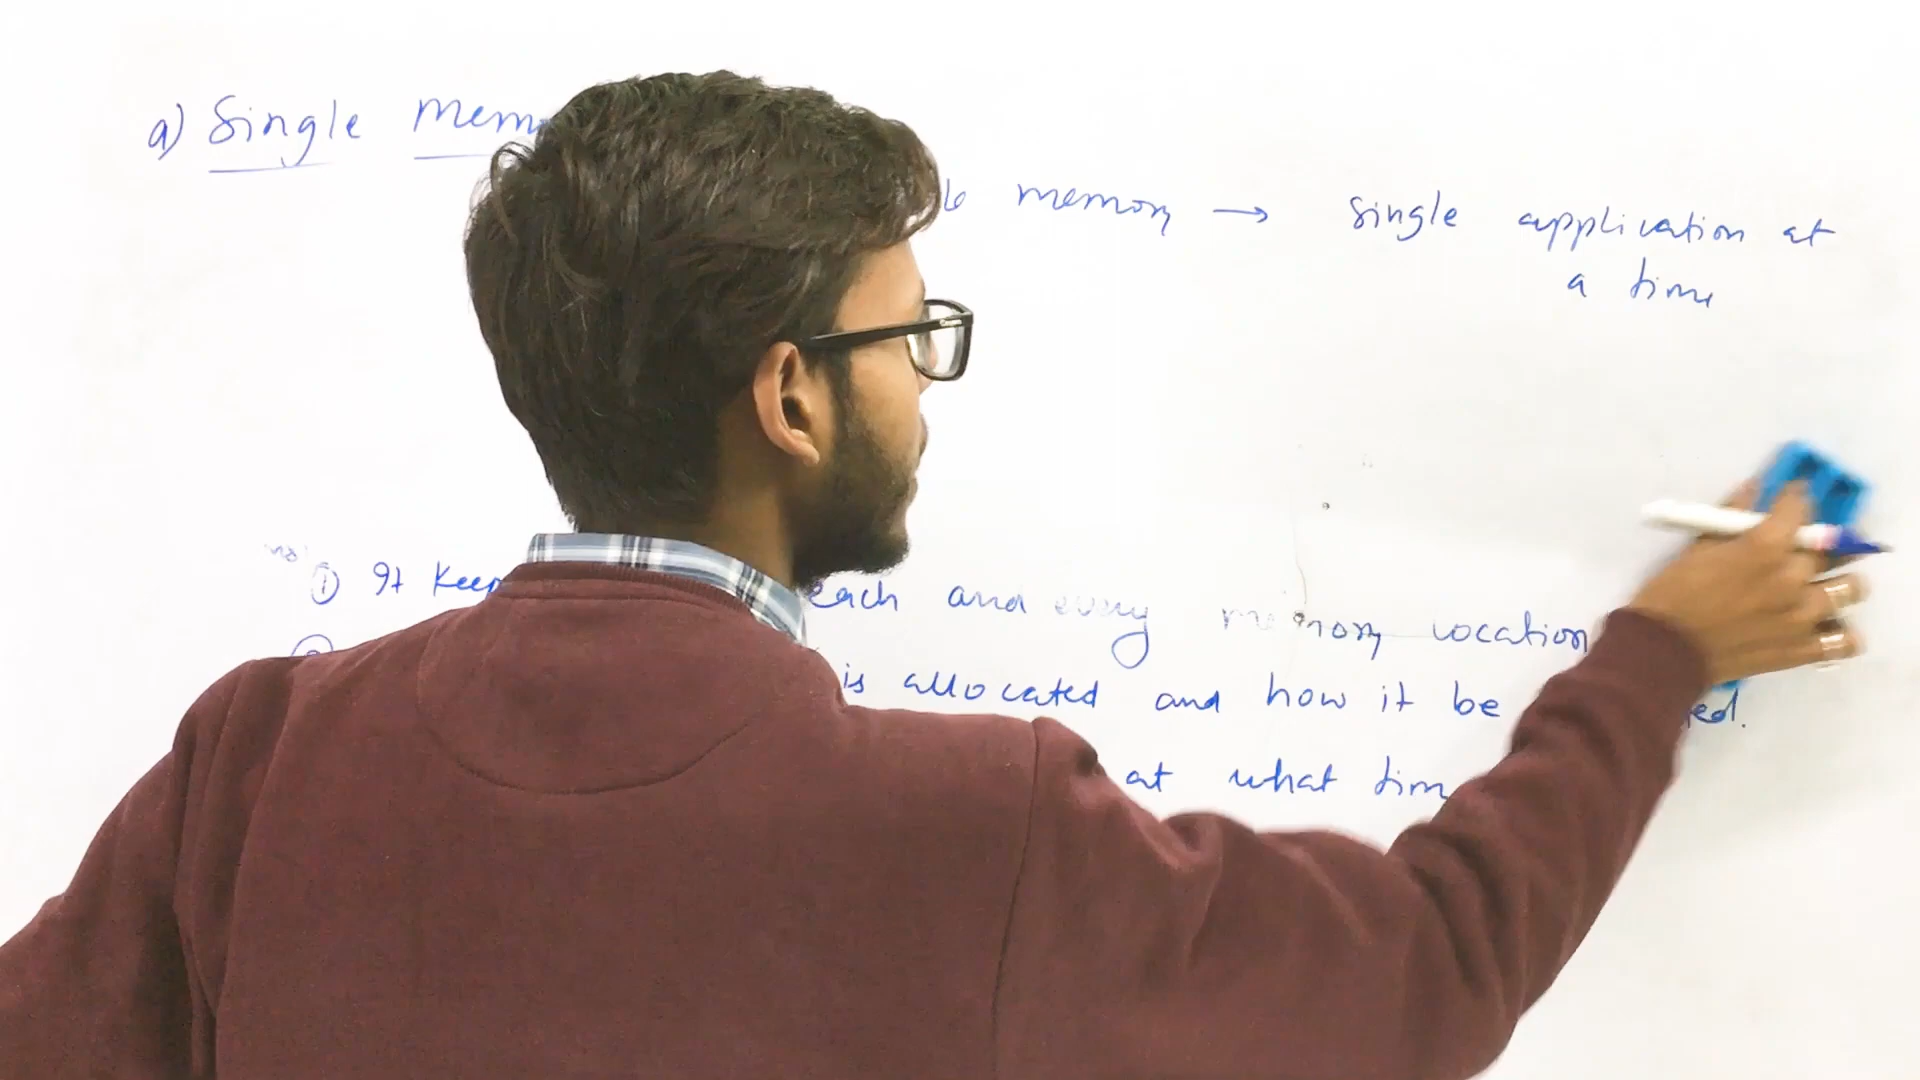 a) Single Mem
memory → single application at
a time
① It keep each and every memory location
is allocated and how it be ed.
at what tim